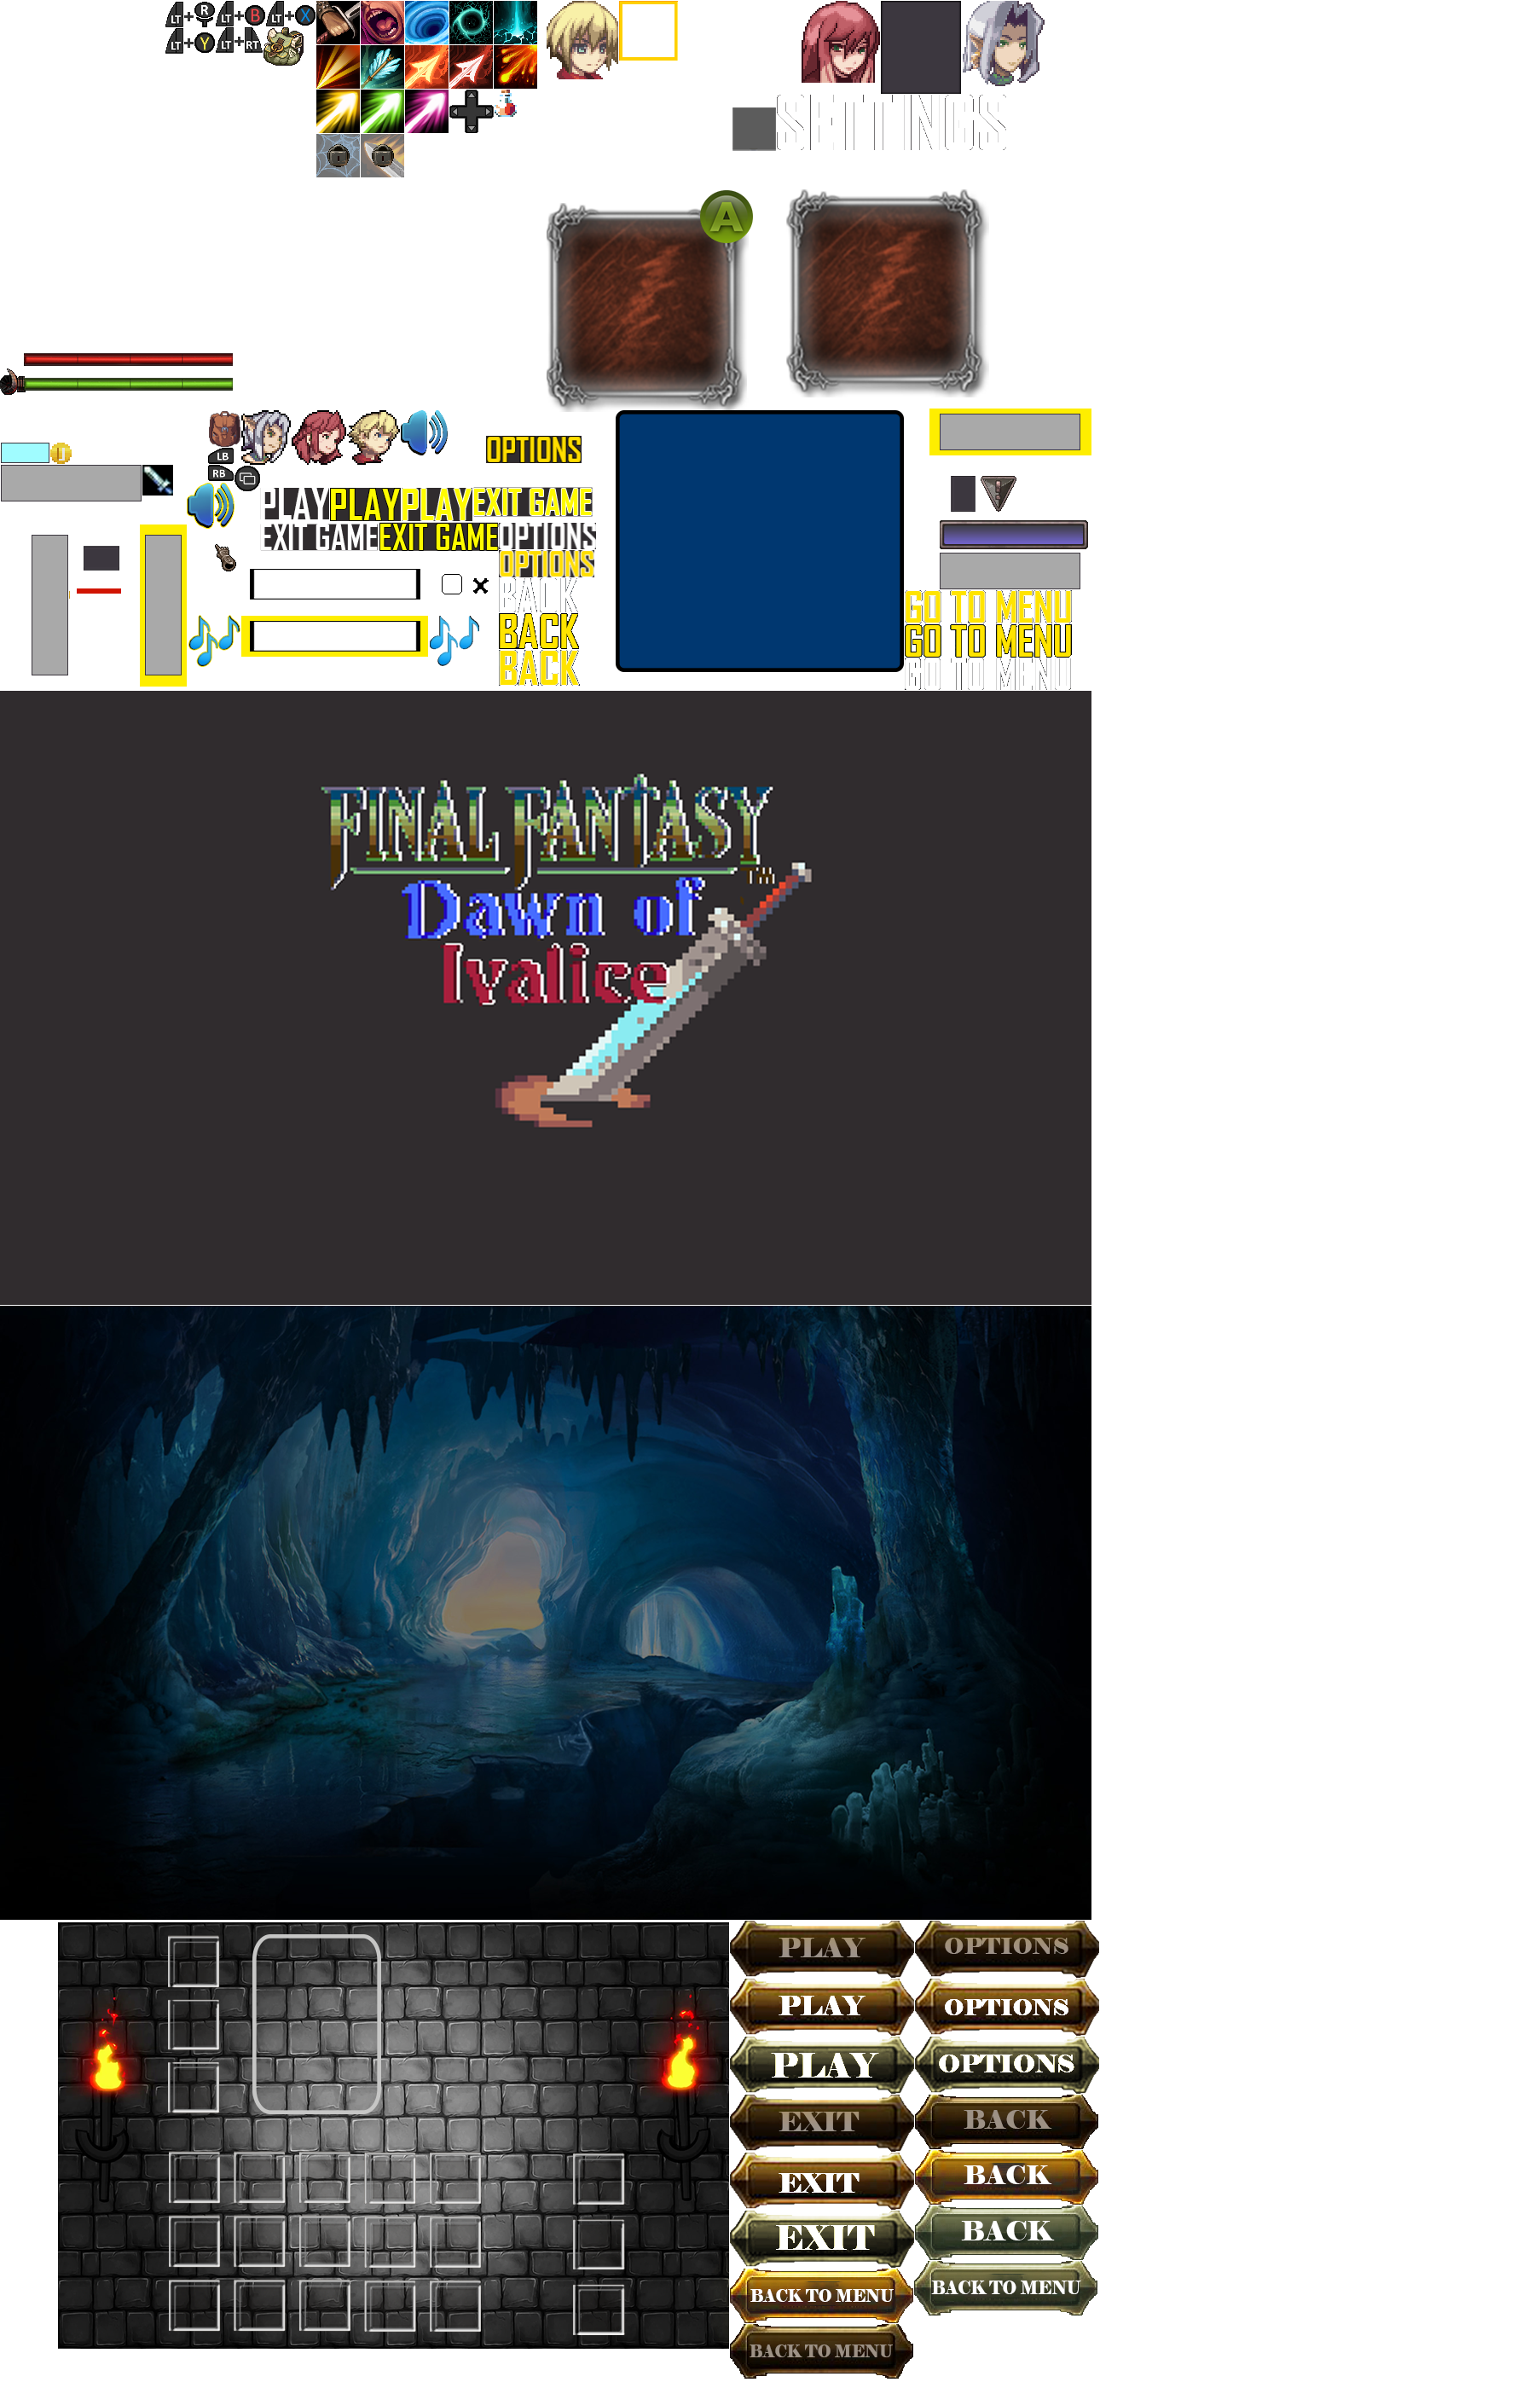 LT + R LT + B LT + X
LT + Y LT + RT
SETTINGS
A
LB
RB
OPTIONS
PLAY PLAY PLAY EXIT GAME
EXIT GAME EXIT GAME OPTIONS
OPTIONS
BACK
BACK
BACK
GO TO MENU
GO TO MENU
GO TO MENU
FINAL FANTASY
TM
Dawn of
Ivalice
PLAY OPTIONS
PLAY OPTIONS
PLAY OPTIONS
EXIT BACK
EXIT BACK
EXIT BACK
BACK TO MENU BACK TO MENU
BACK TO MENU